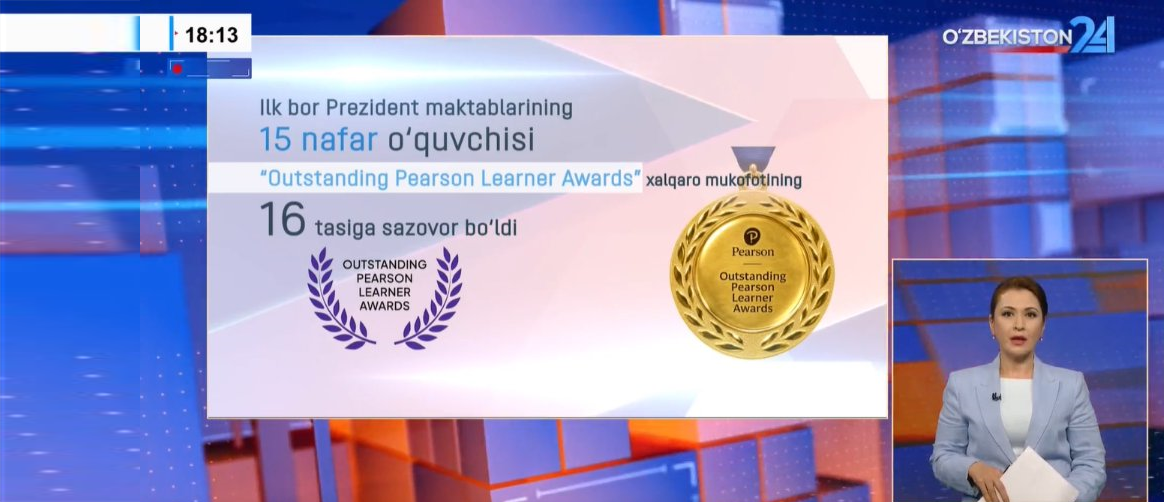 18:13
O‘ZBEKISTON 24
Ilk bor Prezident maktablarining
15 nafar o‘quvchisi
“Outstanding Pearson Learner Awards” xalqaro mukofotining
16 tasiga sazovor bo‘ldi
OUTSTANDING
PEARSON
LEARNER
AWARDS
Pearson
Outstanding
Pearson
Learner
Awards